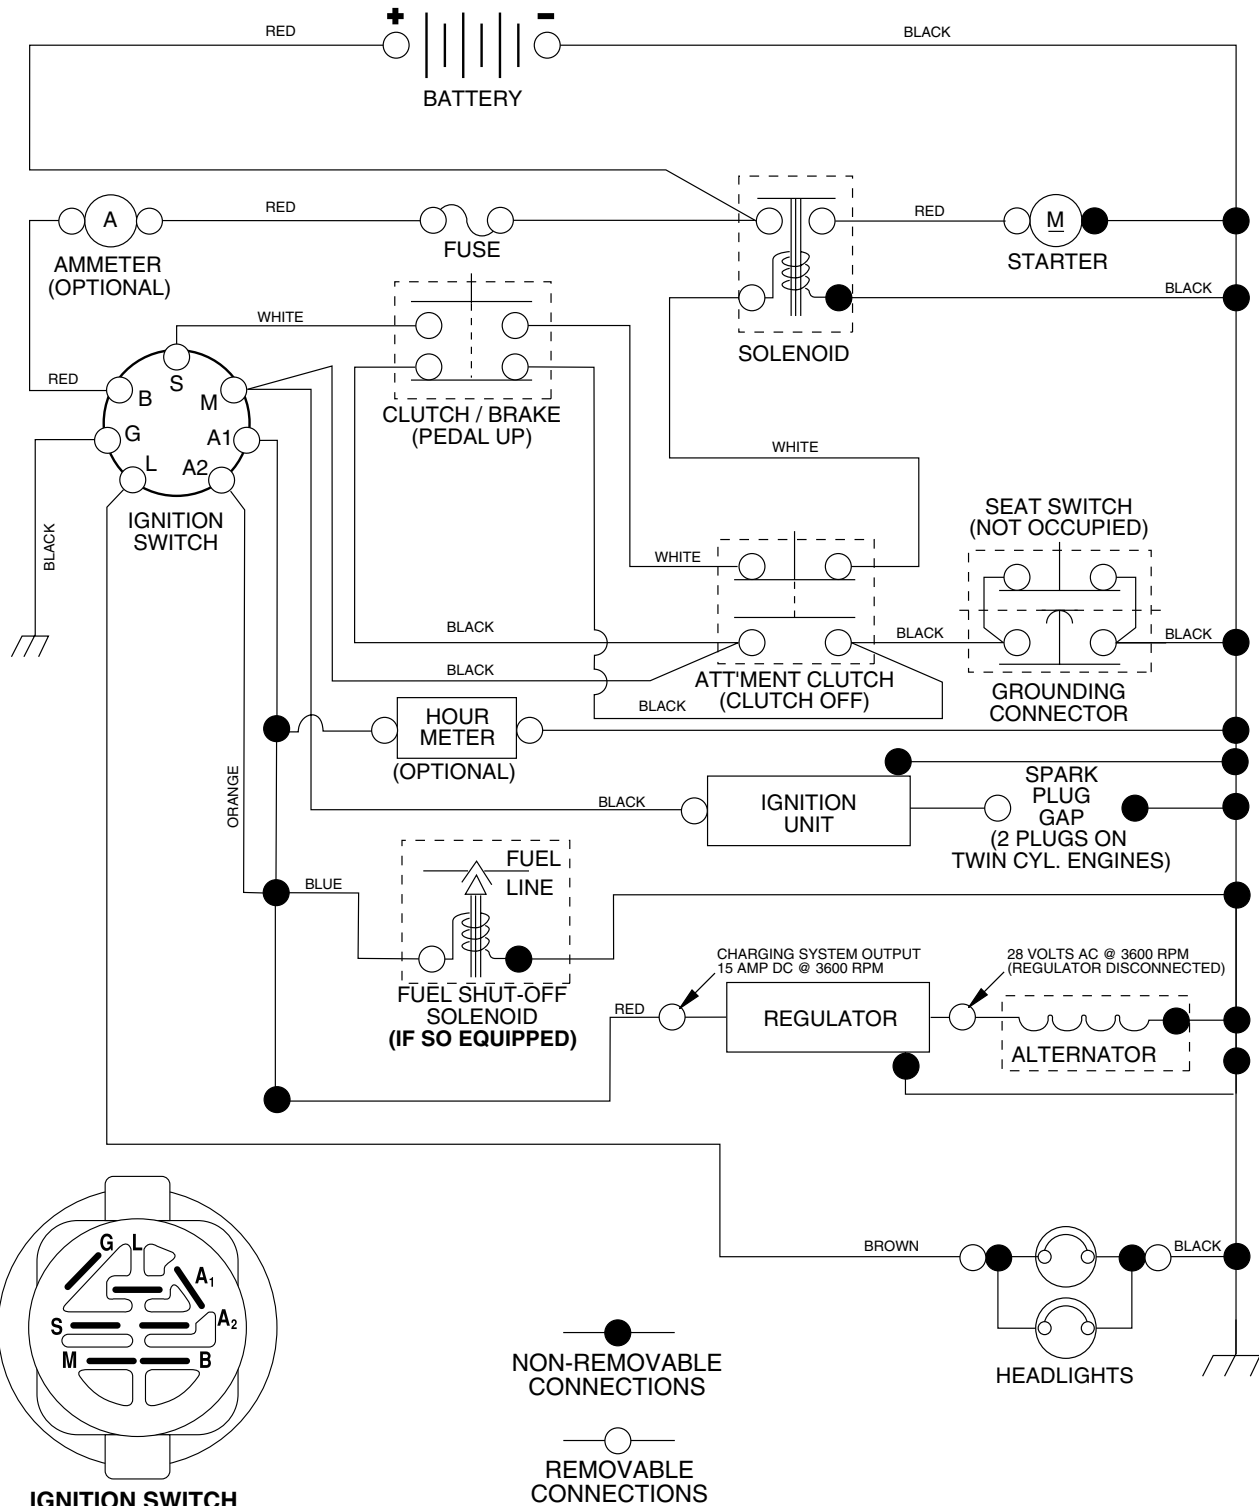 + -
RED
BLACK
BATTERY
A
RED
RED
M
FUSE
AMMETER
(OPTIONAL)
STARTER
BLACK
WHITE
SOLENOID
RED
S
B
M
G
A1
L
A2
CLUTCH / BRAKE
(PEDAL UP)
WHITE
IGNITION
SWITCH
BLACK
SEAT SWITCH
(NOT OCCUPIED)
WHITE
BLACK
BLACK
BLACK
BLACK
ATT'MENT CLUTCH
(CLUTCH OFF)
GROUNDING
CONNECTOR
BLACK
HOUR
METER
(OPTIONAL)
ORANGE
BLACK
IGNITION
UNIT
SPARK
PLUG
GAP
(2 PLUGS ON
TWIN CYL. ENGINES)
FUEL
LINE
BLUE
FUEL SHUT-OFF
SOLENOID
(IF SO EQUIPPED)
CHARGING SYSTEM OUTPUT
15 AMP DC @ 3600 RPM
28 VOLTS AC @ 3600 RPM
(REGULATOR DISCONNECTED)
RED
REGULATOR
ALTERNATOR
BROWN
BLACK
HEADLIGHTS
G L
A1
A2
S
M
B
IGNITION SWITCH
NON-REMOVABLE
CONNECTIONS
REMOVABLE
CONNECTIONS